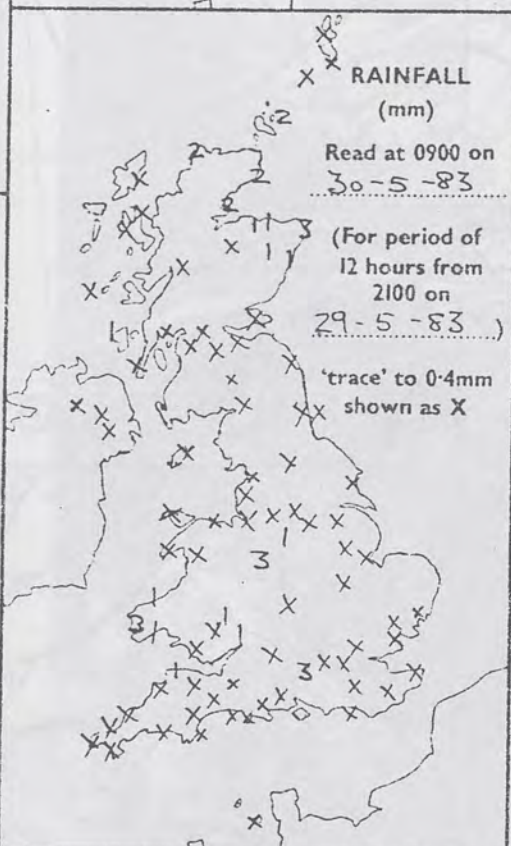 RAINFALL
(mm)
Read at 0900 on
30-5-83
(For period of
12 hours from
2100 on
29-5-83)
'trace' to 0·4mm
shown as X